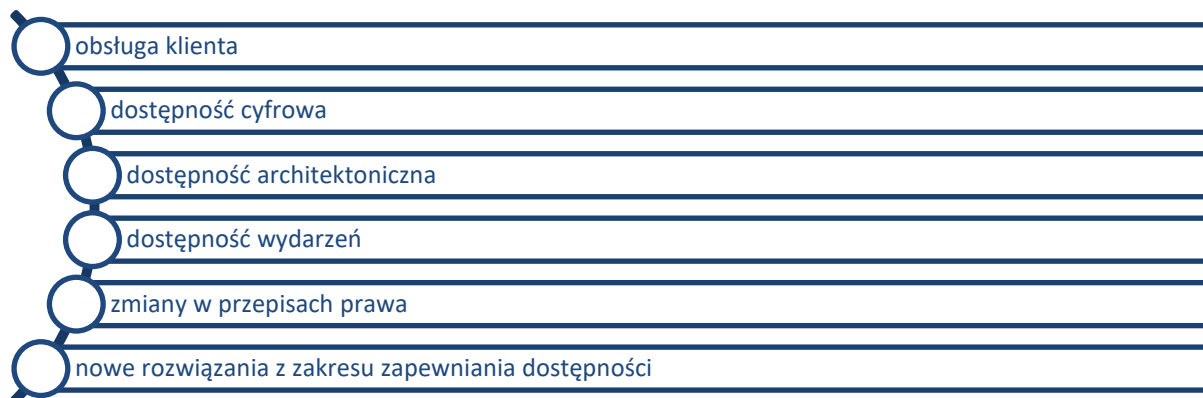 obsługa klienta
dostępność cyfrowa
dostępność architektoniczna
dostępność wydarzeń
zmiany w przepisach prawa
nowe rozwiązania z zakresu zapewniania dostępności